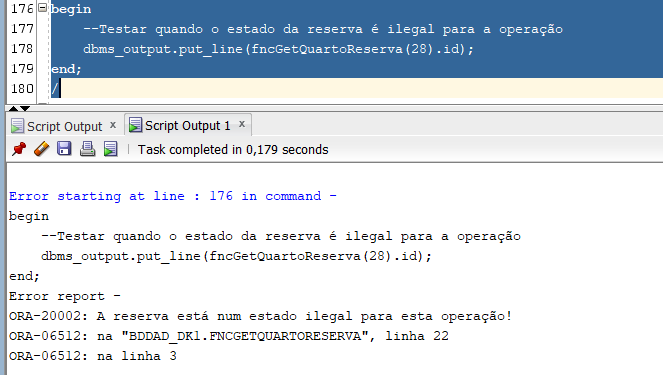 176 begin
177 --Testar quando o estado da reserva é ilegal para a operação
178 dbms_output.put_line(fncGetQuartoReserva(28).id);
179 end;
180 /
Script Output x Script Output 1 x
Task completed in 0,179 seconds
Error starting at line : 176 in command -
begin
--Testar quando o estado da reserva é ilegal para a operação
dbms_output.put_line(fncGetQuartoReserva(28).id);
end;
Error report -
ORA-20002: A reserva está num estado ilegal para esta operação!
ORA-06512: na "BDDAD_DK1.FNCGETQUARTORESERVA", linha 22
ORA-06512: na linha 3